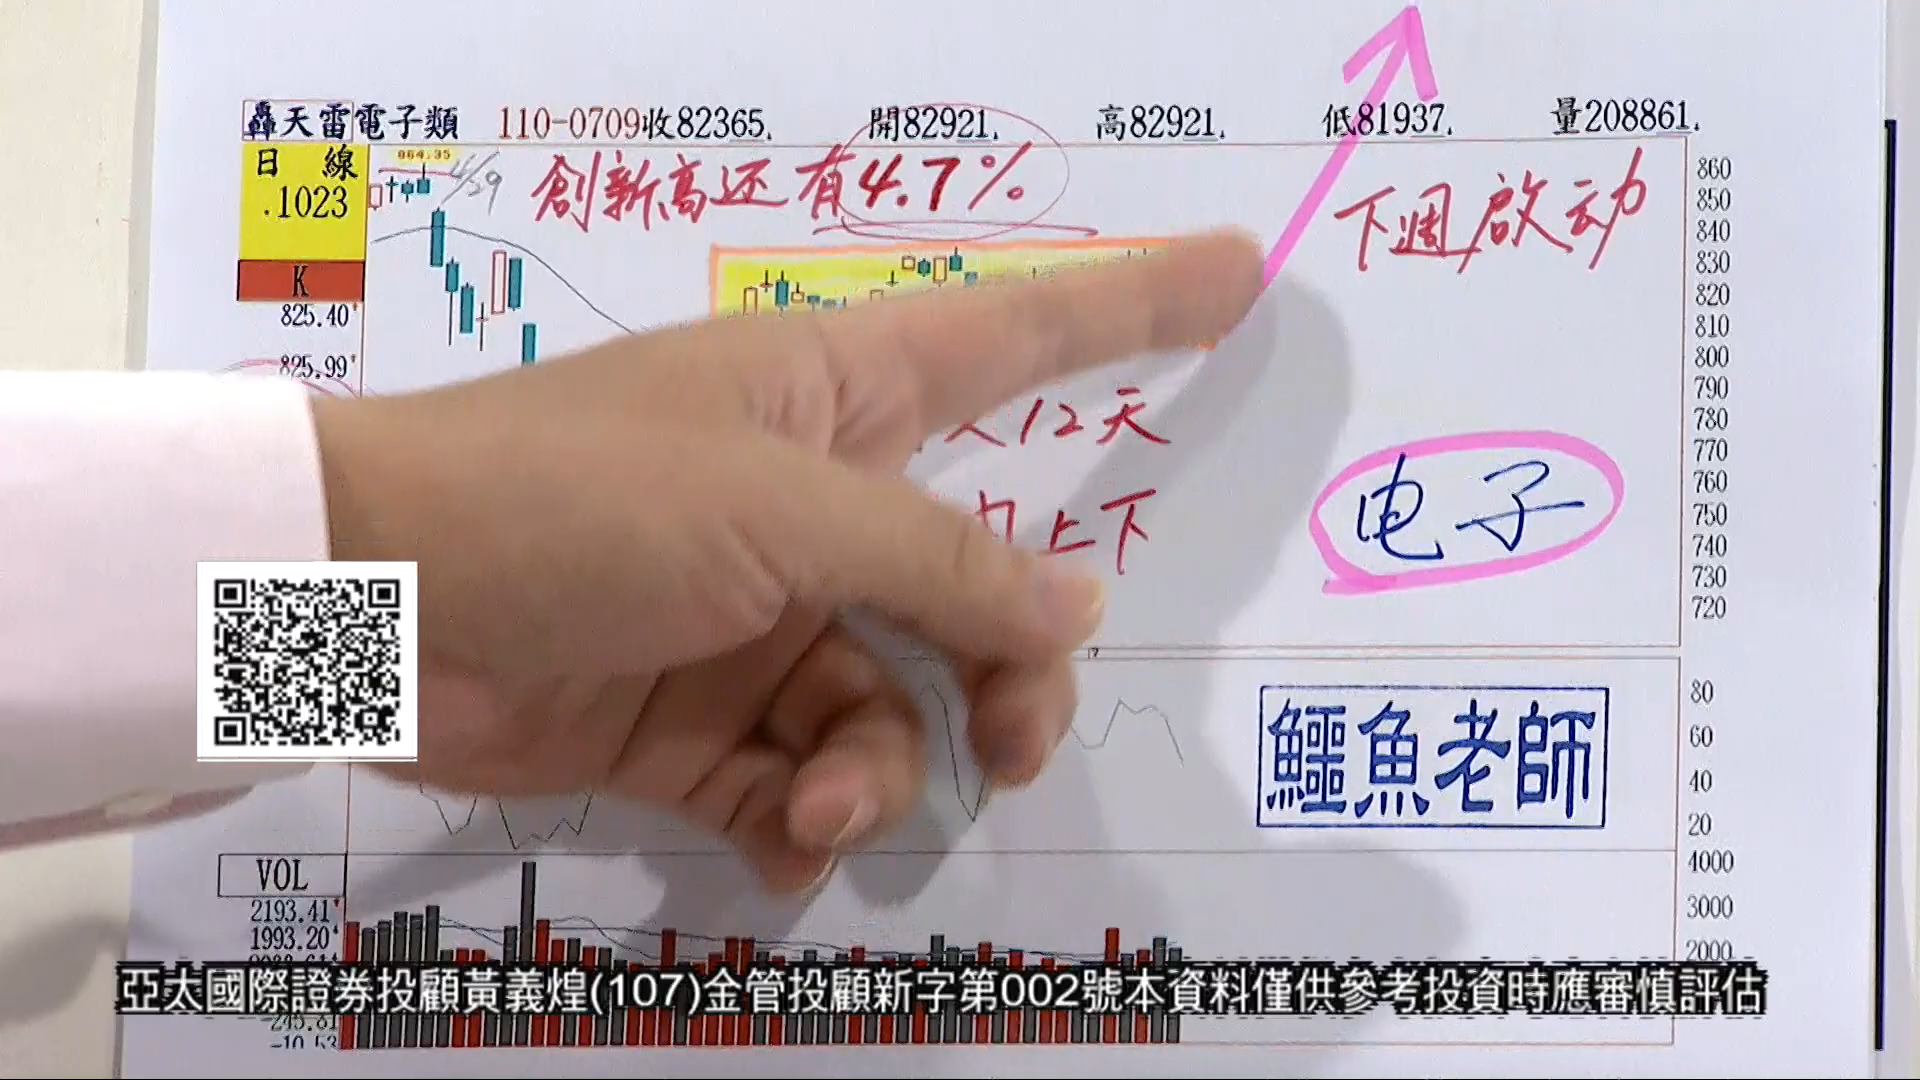 轟天雷電子類 110-0709收82365. 開82921. 高82921. 低81937. 量208861.
日 線
.1023
K
825.40
825.99
864.35
4/29
創新高还有4.7%
下週啟动
12天
上下
电子
860
850
840
830
820
810
800
790
780
770
760
750
740
730
720
鱷魚老師
80
60
40
20
VOL
2193.41
1993.20
4000
3000
2000
亞太國際證券投顧黃義煌(107)金管投顧新字第002號本資料僅供參考投資時應審慎評估
-10.53